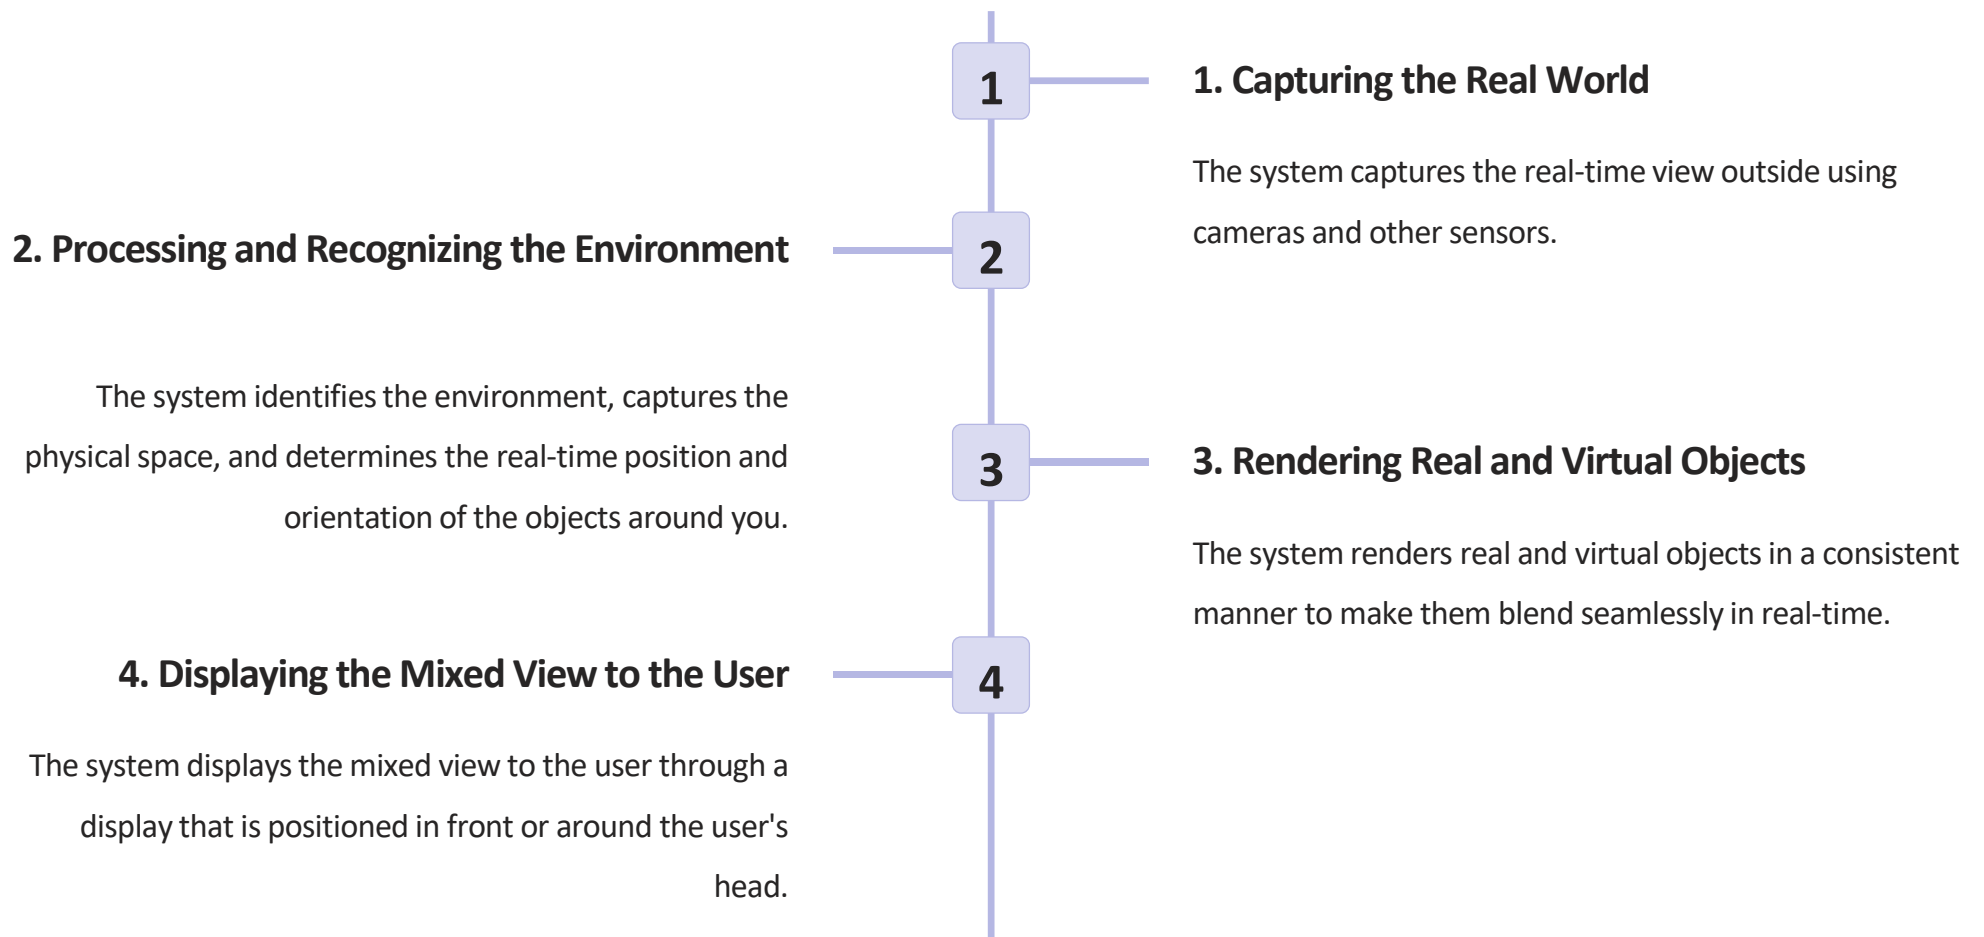 1
1. Capturing the Real World
The system captures the real-time view outside using
cameras and other sensors.
2. Processing and Recognizing the Environment
2
The system identifies the environment, captures the
physical space, and determines the real-time position and
orientation of the objects around you.
3
3. Rendering Real and Virtual Objects
The system renders real and virtual objects in a consistent
manner to make them blend seamlessly in real-time.
4. Displaying the Mixed View to the User
4
The system displays the mixed view to the user through a
display that is positioned in front or around the user's
head.